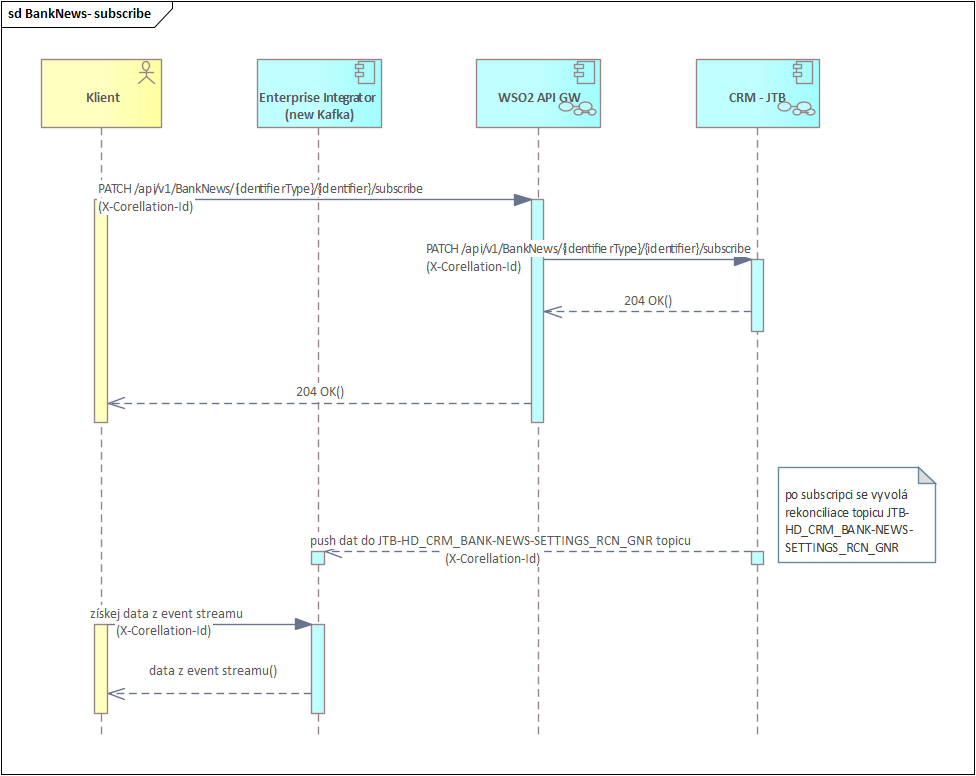 sd BankNews- subscribe
Klient
Enterprise Integrator
(new Kafka)
WSO2 API GW
CRM - JTB
PATCH /api/v1/BankNews/{identifierType}/{identifier}/subscribe
(X-Corellation-Id)
PATCH /api/v1/BankNews/{identifierType}/{identifier}/subscribe
(X-Corellation-Id)
204 OK()
204 OK()
po subscripci se vyvolá
rekonciliace topicu JTB-
HD_CRM_BANK-NEWS-
SETTINGS_RCN_GNR
push dat do JTB-HD_CRM_BANK-NEWS-SETTINGS_RCN_GNR topicu
(X-Corellation-Id)
získej data z event streamu
(X-Corellation-Id)
data z event streamu()